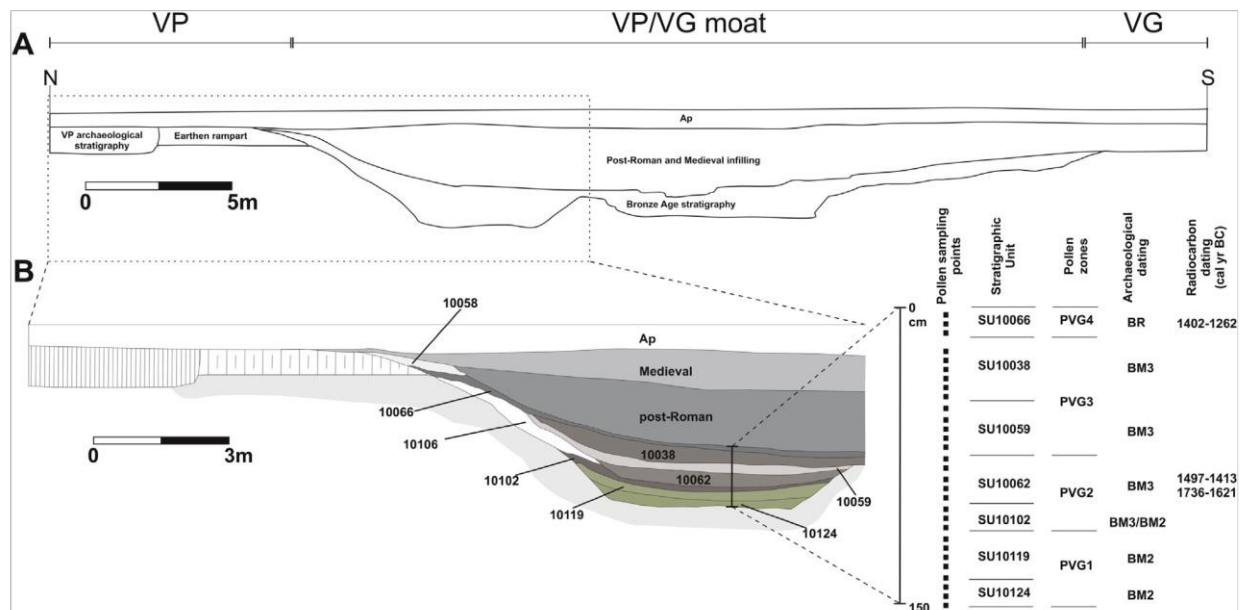 VP VP/VG moat VG
A
N S
Ap
VP archaeological
stratigraphy
Earthen rampart
Post-Roman and Medieval infilling
Bronze Age stratigraphy
0 5m
B
10058
Ap
Medieval
post-Roman
10066
10106
10038
10062
10102
10059
10119
10124
0 3m
0
cm
150
Pollen sampling
points
Stratigraphic
Unit
Pollen
zones
Archaeological
dating
Radiocarbon
dating
(cal yr BC)
SU10066 PVG4 BR 1402-1262
SU10038 BM3
PVG3
SU10059 BM3
SU10062 PVG2 BM3 1497-1413
1736-1621
SU10102 BM3/BM2
SU10119 PVG1 BM2
SU10124 BM2